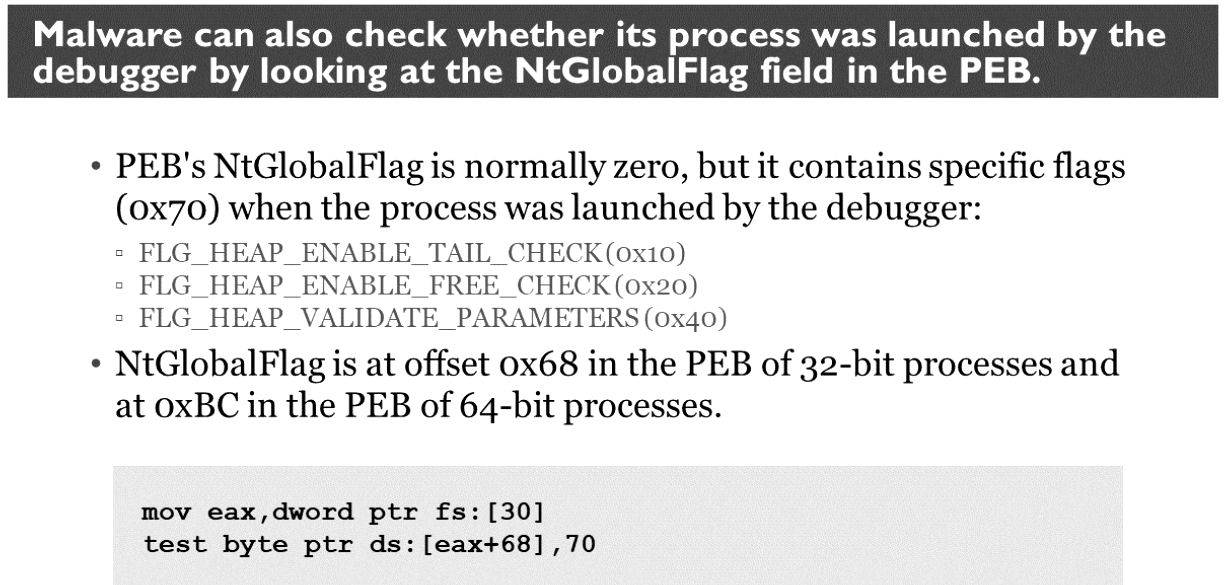 Malware can also check whether its process was launched by the
debugger by looking at the NtGlobalFlag field in the PEB.
• PEB's NtGlobalFlag is normally zero, but it contains specific flags
(0x70) when the process was launched by the debugger:
▫ FLG_HEAP_ENABLE_TAIL_CHECK (0x10)
▫ FLG_HEAP_ENABLE_FREE_CHECK (0x20)
▫ FLG_HEAP_VALIDATE_PARAMETERS (0x40)
• NtGlobalFlag is at offset 0x68 in the PEB of 32-bit processes and
at 0xBC in the PEB of 64-bit processes.
mov eax,dword ptr fs:[30]
test byte ptr ds:[eax+68],70